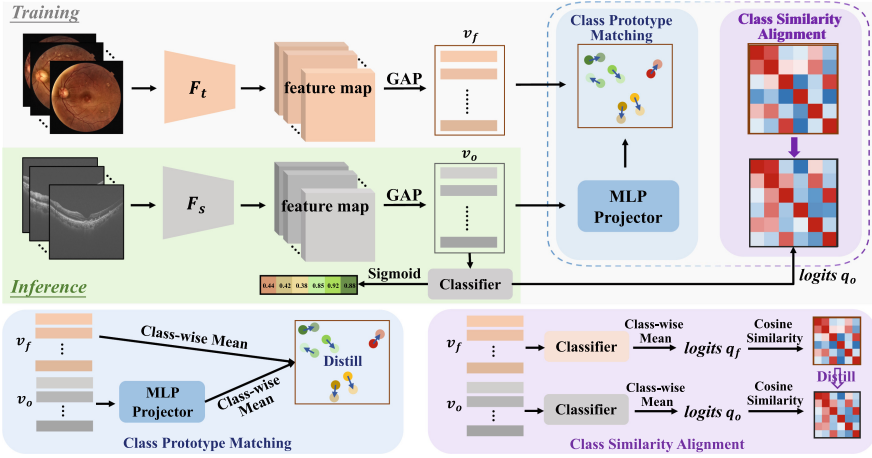 Training
F_t
feature map
GAP
v_f
Class Prototype
Matching
Class Similarity
Alignment
F_s
feature map
GAP
v_o
MLP
Projector
Sigmoid
Classifier
logits q_o
0.44 0.42 0.38 0.85 0.92 0.88
Inference
v_f
Class-wise Mean
Distill
v_o
MLP
Projector
Class-wise
Mean
Class Prototype Matching
v_f
Classifier
Class-wise
Mean
logits q_f
Cosine
Similarity
Distill
v_o
Classifier
Class-wise
Mean
logits q_o
Cosine
Similarity
Class Similarity Alignment